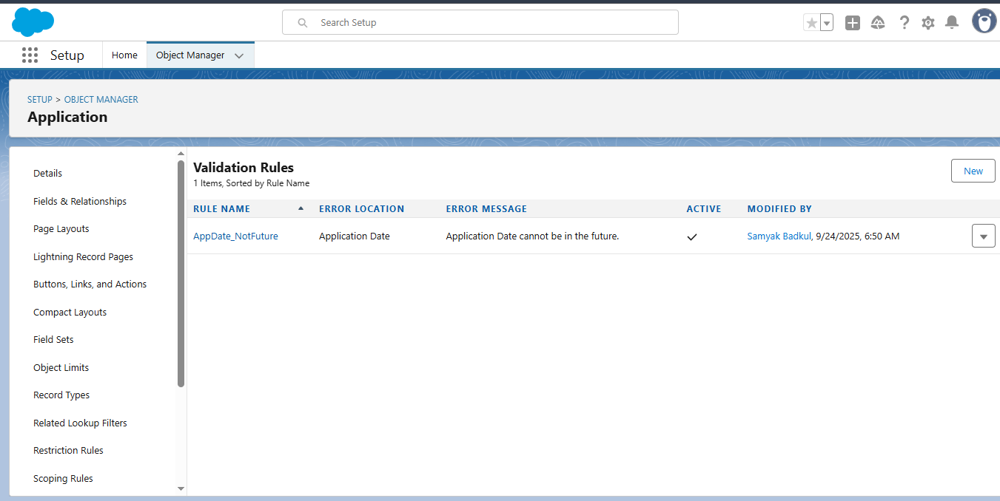 Search Setup
Setup
Home
Object Manager
SETUP > OBJECT MANAGER
Application
Details
Fields & Relationships
Page Layouts
Lightning Record Pages
Buttons, Links, and Actions
Compact Layouts
Field Sets
Object Limits
Record Types
Related Lookup Filters
Restriction Rules
Scoping Rules
Validation Rules
1 Items, Sorted by Rule Name
New
RULE NAME ERROR LOCATION ERROR MESSAGE ACTIVE MODIFIED BY
AppDate_NotFuture Application Date Application Date cannot be in the future. Samyak Badkul, 9/24/2025, 6:50 AM